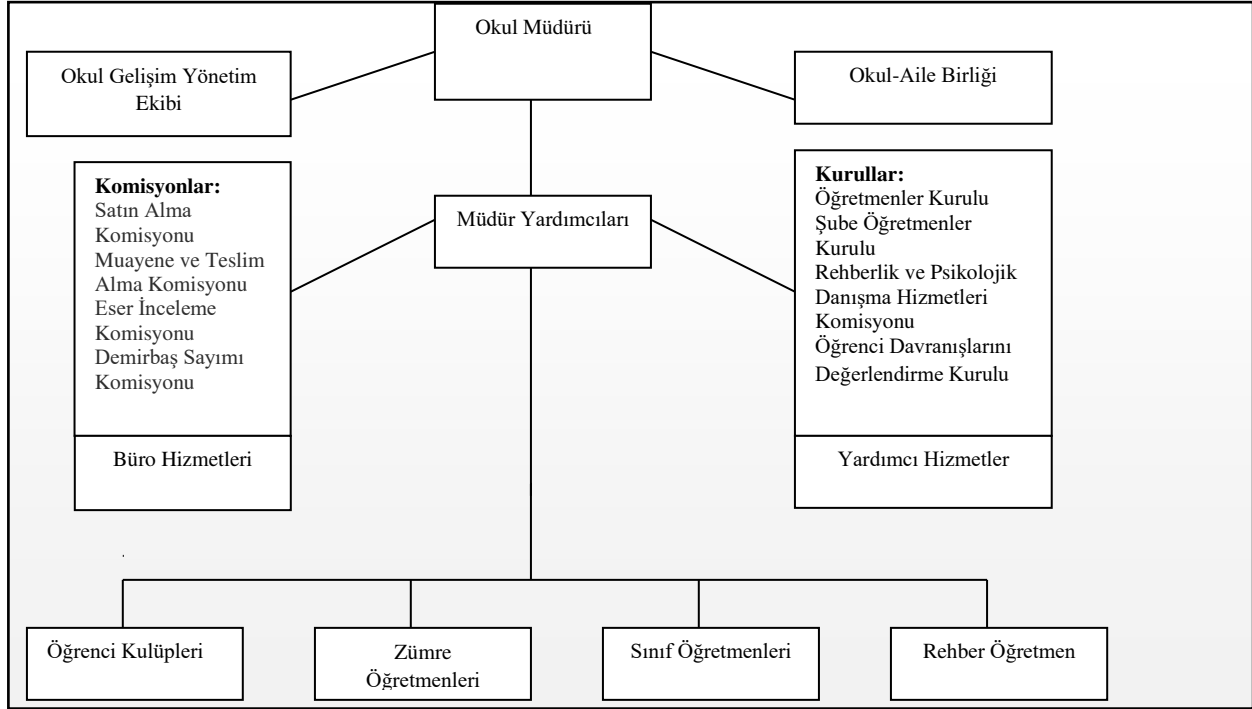 Okul Müdürü
Okul Gelişim Yönetim
Ekibi
Okul-Aile Birliği
Komisyonlar:
Satın Alma
Komisyonu
Muayene ve Teslim
Alma Komisyonu
Eser İnceleme
Komisyonu
Demirbaş Sayımı
Komisyonu
Müdür Yardımcıları
Kurullar:
Öğretmenler Kurulu
Şube Öğretmenler
Kurulu
Rehberlik ve Psikolojik
Danışma Hizmetleri
Komisyonu
Öğrenci Davranışlarını
Değerlendirme Kurulu
Büro Hizmetleri
Yardımcı Hizmetler
Öğrenci Kulüpleri
Zümre
Öğretmenleri
Sınıf Öğretmenleri
Rehber Öğretmen